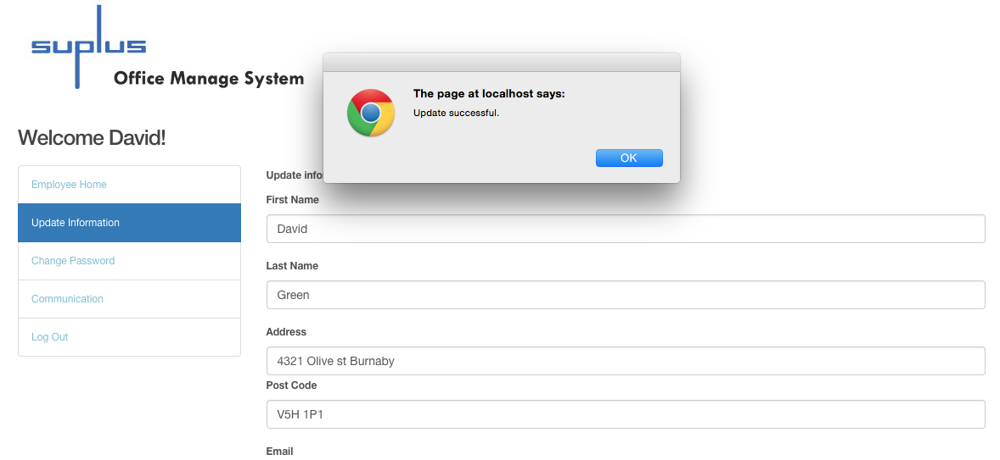 suplus
Office Manage System
The page at localhost says:
Update successful.
OK
Welcome David!
Employee Home
Update Information
Change Password
Communication
Log Out
Update info
First Name
David
Last Name
Green
Address
4321 Olive st Burnaby
Post Code
V5H 1P1
Email